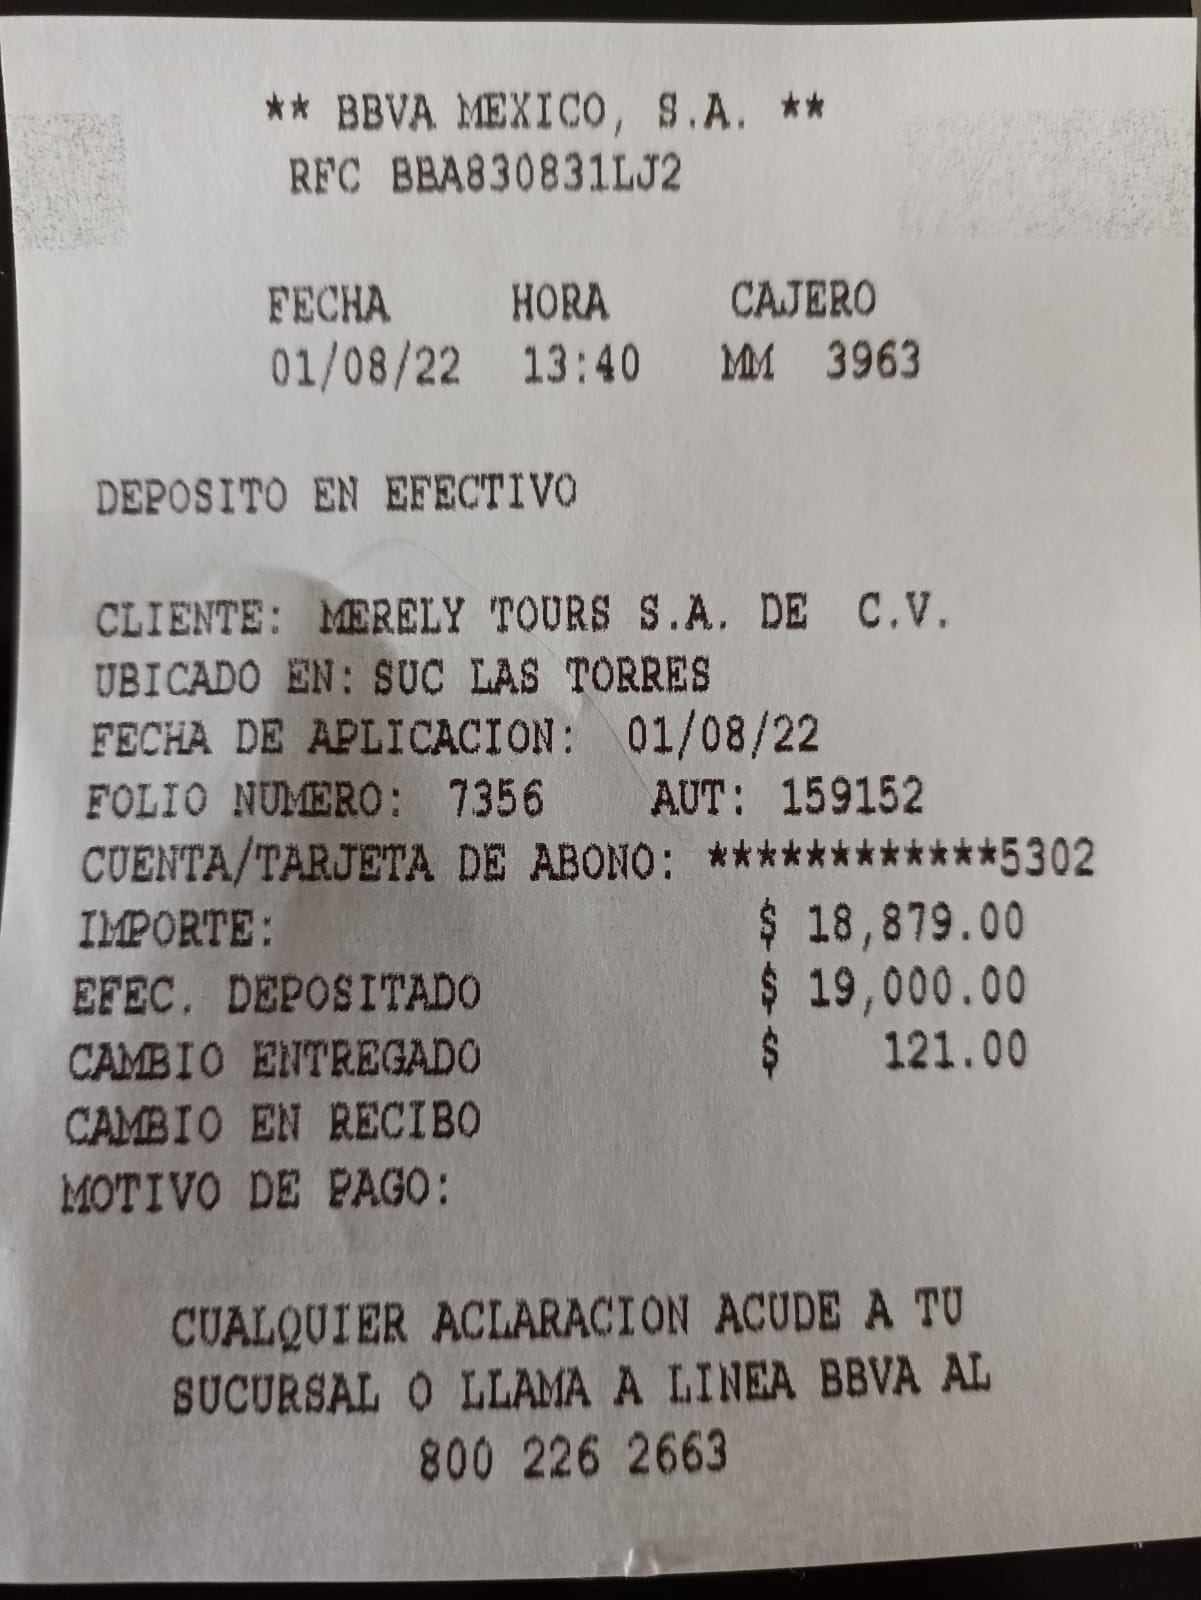 ** BBVA MEXICO, S.A. **
RFC BBA830831LJ2
FECHA HORA CAJERO
01/08/22 13:40 MM 3963
DEPOSITO EN EFECTIVO
CLIENTE: MERELY TOURS S.A. DE C.V.
UBICADO EN: SUC LAS TORRES
FECHA DE APLICACION: 01/08/22
FOLIO NUMERO: 7356 AUT: 159152
CUENTA/TARJETA DE ABONO: ************5302
IMPORTE: $ 18,879.00
EFEC. DEPOSITADO $ 19,000.00
CAMBIO ENTREGADO $ 121.00
CAMBIO EN RECIBO
MOTIVO DE PAGO:
CUALQUIER ACLARACION ACUDE A TU
SUCURSAL O LLAMA A LINEA BBVA AL
800 226 2663